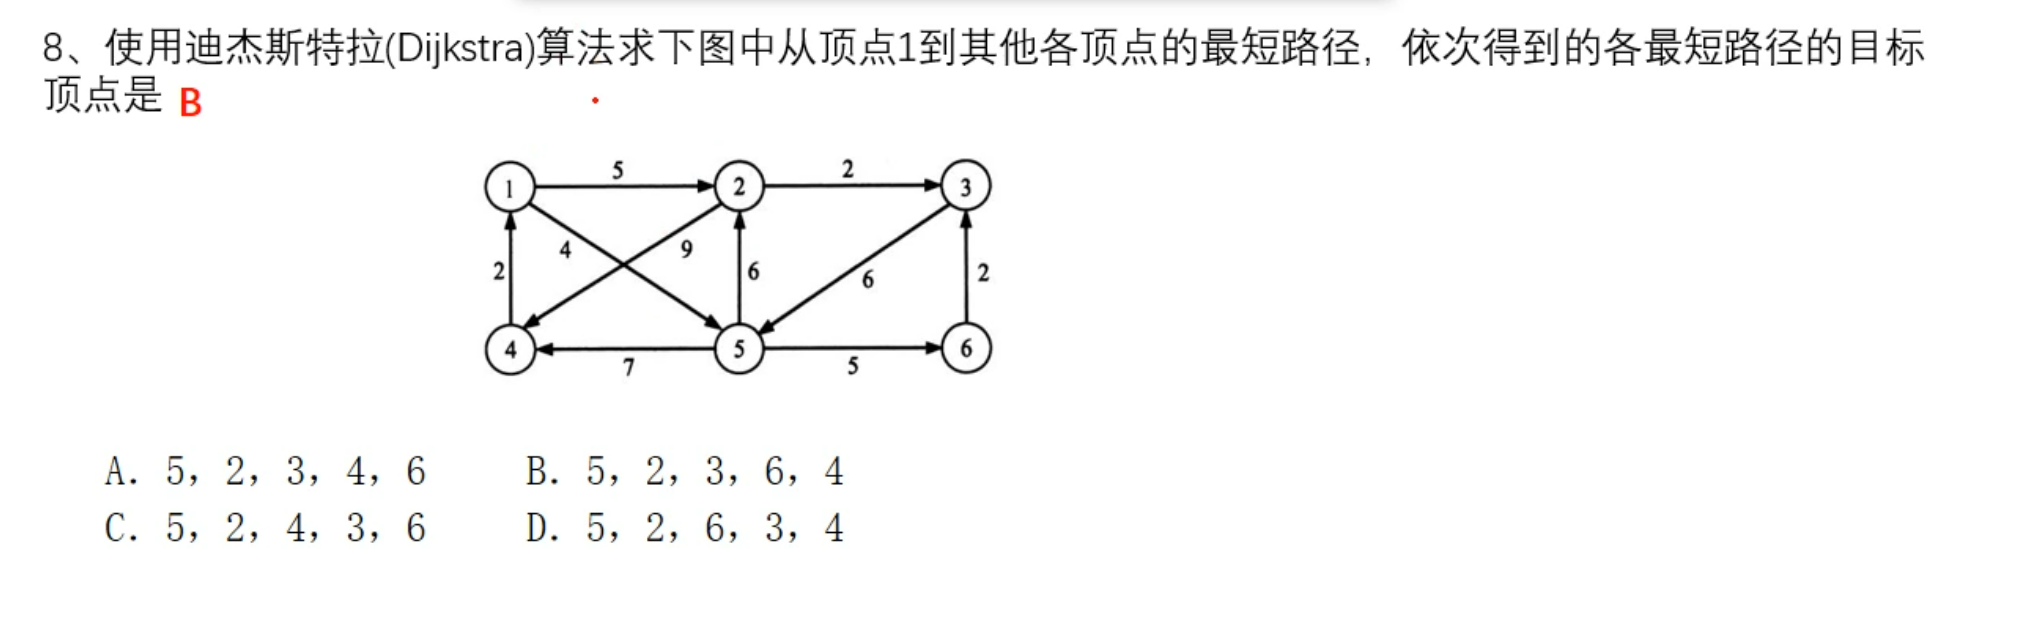 8、使用迪杰斯特拉(Dijkstra)算法求下图中从顶点1到其他各顶点的最短路径，依次得到的各最短路径的目标
顶点是 B
5 2
1 2 3
4 9
2 6 6 2
4 5 6
7 5
A. 5, 2, 3, 4, 6 B. 5, 2, 3, 6, 4
C. 5, 2, 4, 3, 6 D. 5, 2, 6, 3, 4